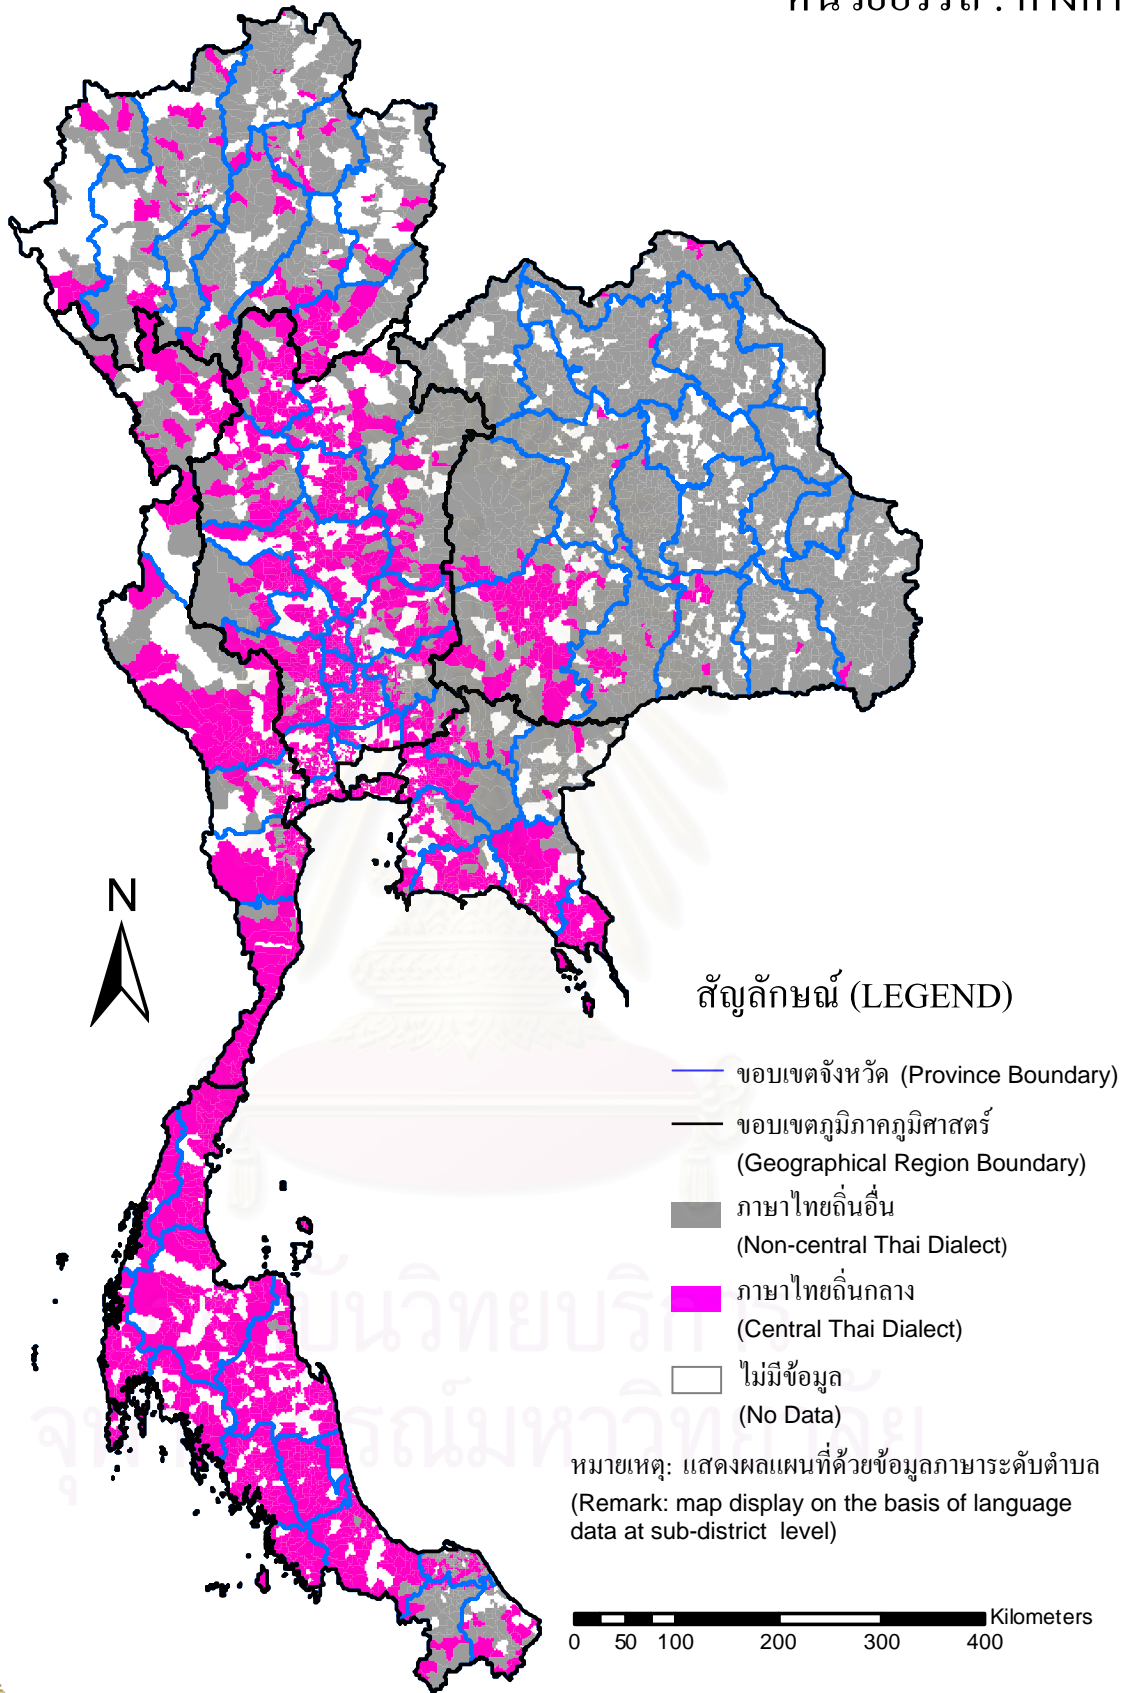 N
สัญลักษณ์ (LEGEND)
ขอบเขตจังหวัด (Province Boundary)
ขอบเขตภูมิภาคภูมิศาสตร์
(Geographical Region Boundary)
ภาษาไทยถิ่นอื่น
(Non-central Thai Dialect)
ภาษาไทยถิ่นกลาง
(Central Thai Dialect)
ไม่มีข้อมูล
(No Data)
หมายเหตุ: แสดงผลแผนที่ด้วยข้อมูลภาษาระดับตำบล
(Remark: map display on the basis of language
data at sub-district level)
Kilometers
0 50 100 200 300 400